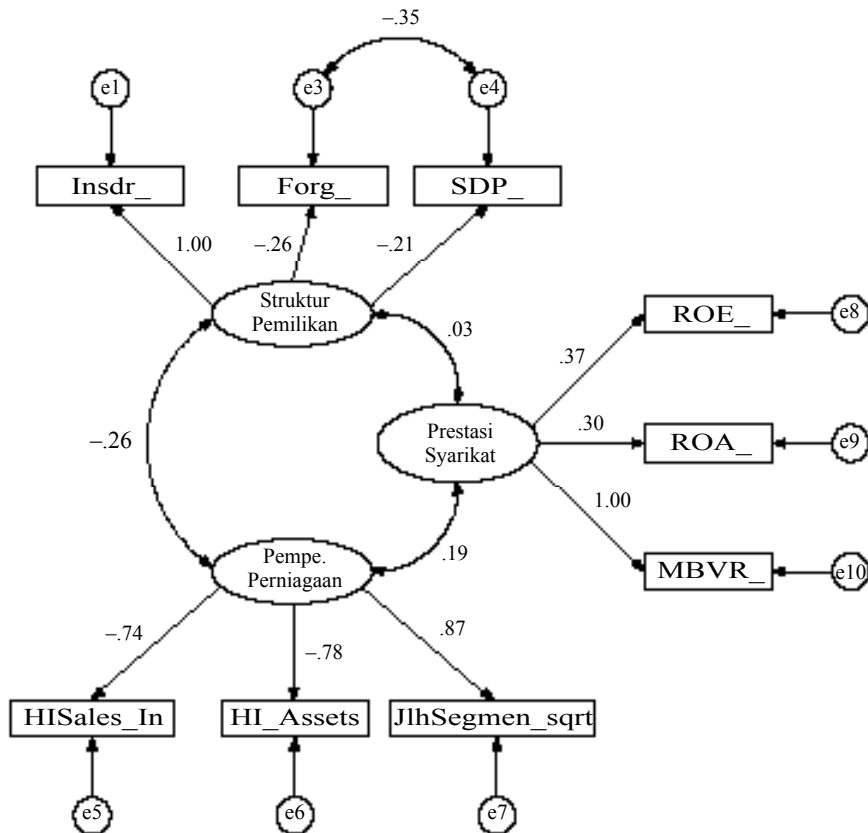 –.35
e1
e3
e4
Insdr_
Forg_
SDP_
1.00
–.26
–.21
Struktur
Pemilikan
.03
ROE_
e8
.37
–.26
Prestasi
Syarikat
.30
ROA_
e9
1.00
.19
Pempe.
Perniagaan
MBVR_
e10
–.74
–.78
.87
HISales_In
HI_Assets
JlhSegmen_sqrt
e5
e6
e7